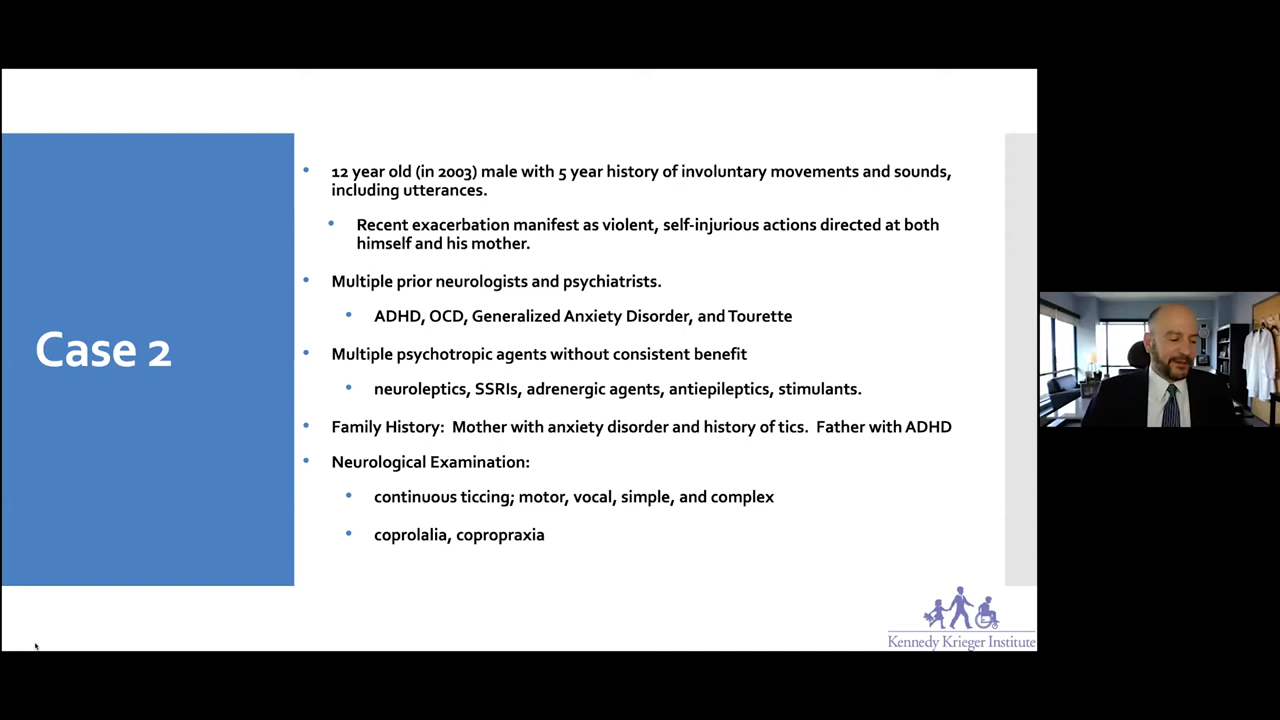 Case 2
12 year old (in 2003) male with 5 year history of involuntary movements and sounds,
including utterances.
Recent exacerbation manifest as violent, self-injurious actions directed at both
himself and his mother.
Multiple prior neurologists and psychiatrists.
ADHD, OCD, Generalized Anxiety Disorder, and Tourette
Multiple psychotropic agents without consistent benefit
neuroleptics, SSRIs, adrenergic agents, antiepileptics, stimulants.
Family History: Mother with anxiety disorder and history of tics. Father with ADHD
Neurological Examination:
continuous ticcing; motor, vocal, simple, and complex
coprolalia, copropraxia
Kennedy Krieger Institute